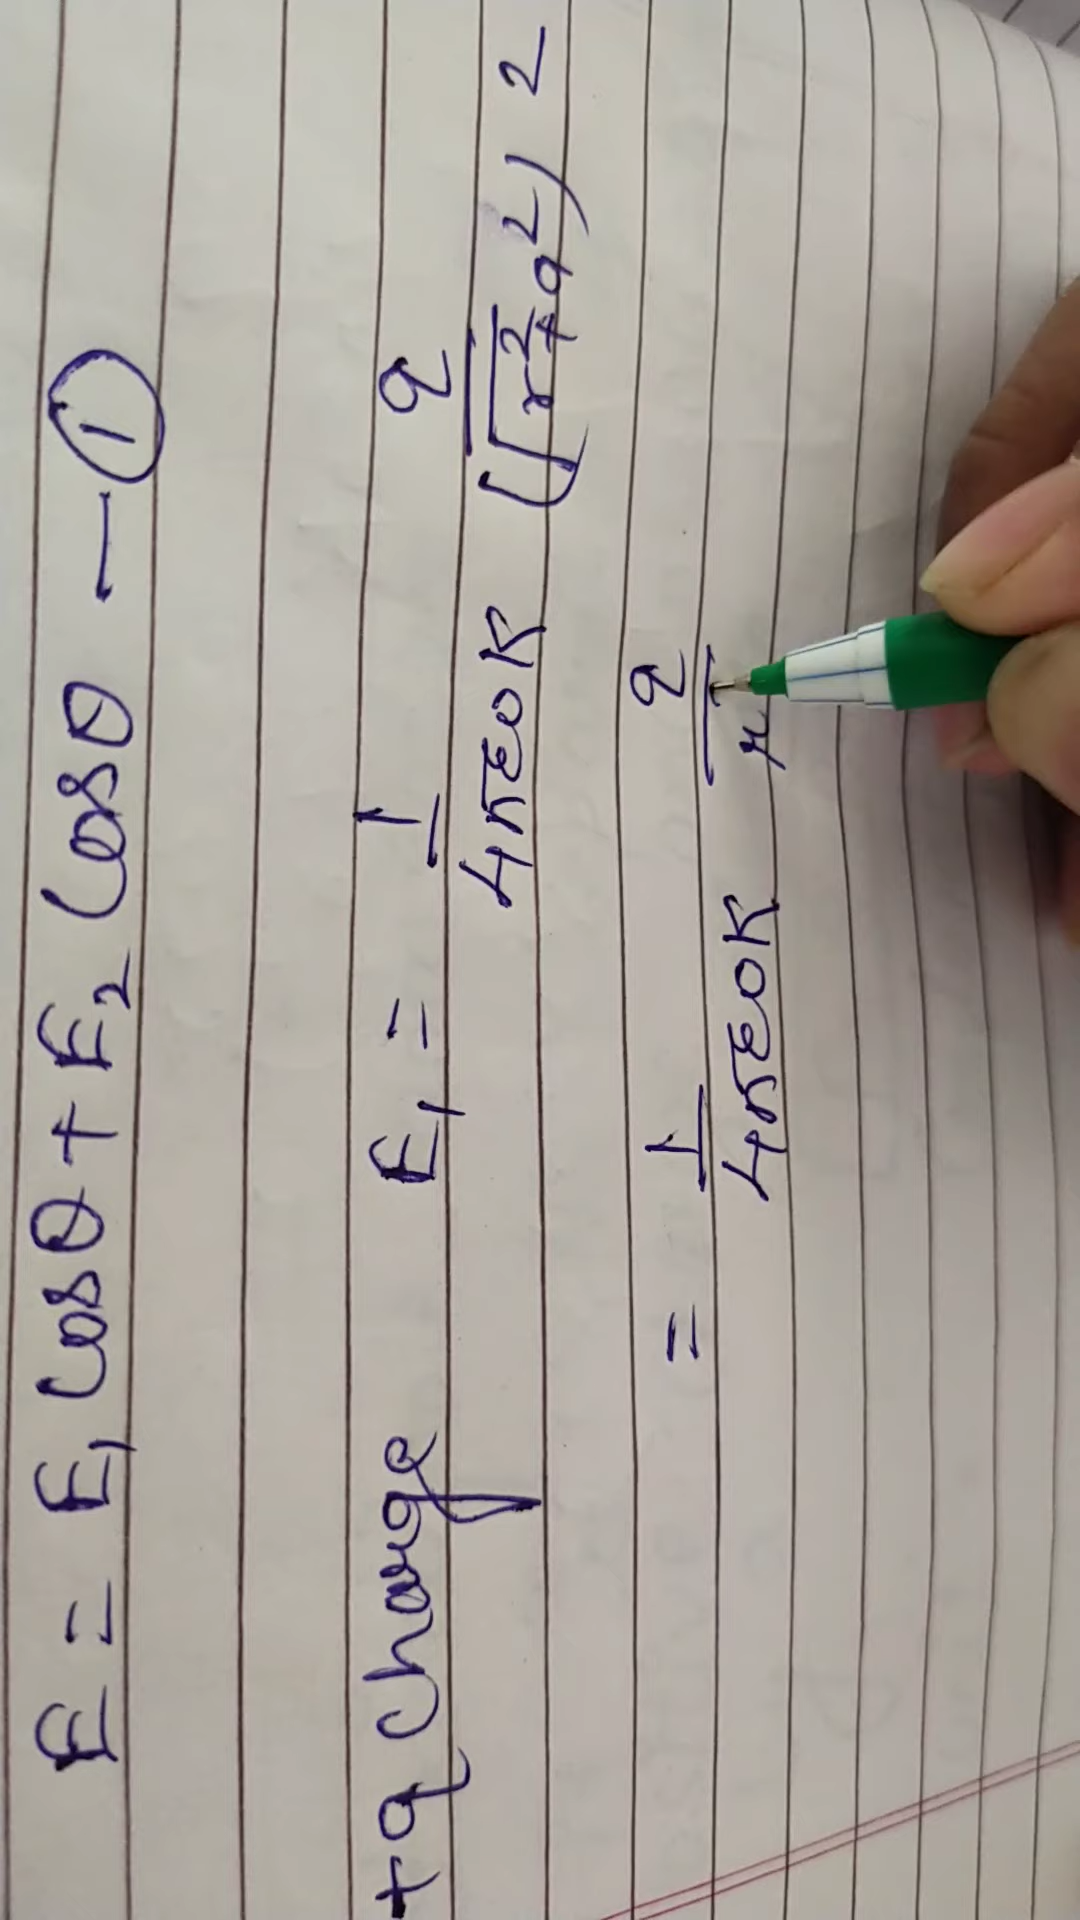 E = E₁ Cosθ + E₂ Cosθ — ①
+q Charge E₁ = 1/4πε0K q/(√r²+a²)²
= 1/4πε0K q/r